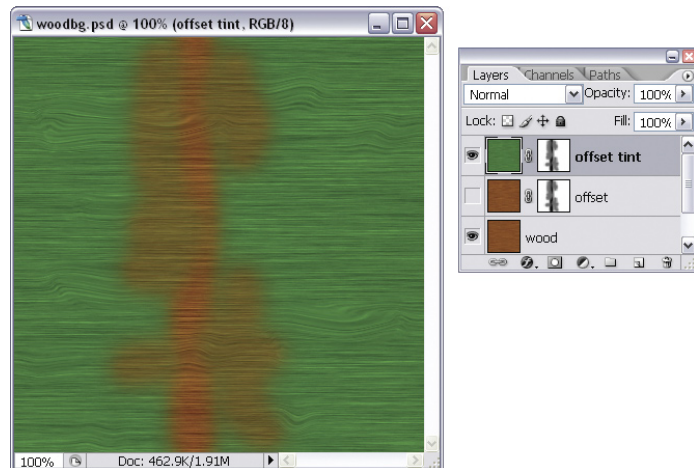 woodbg.psd @ 100% (offset tint, RGB/8)
100% Doc: 462.9K/1.91M
Layers Channels Paths
Normal Opacity: 100%
Lock: Fill: 100%
offset tint
offset
wood